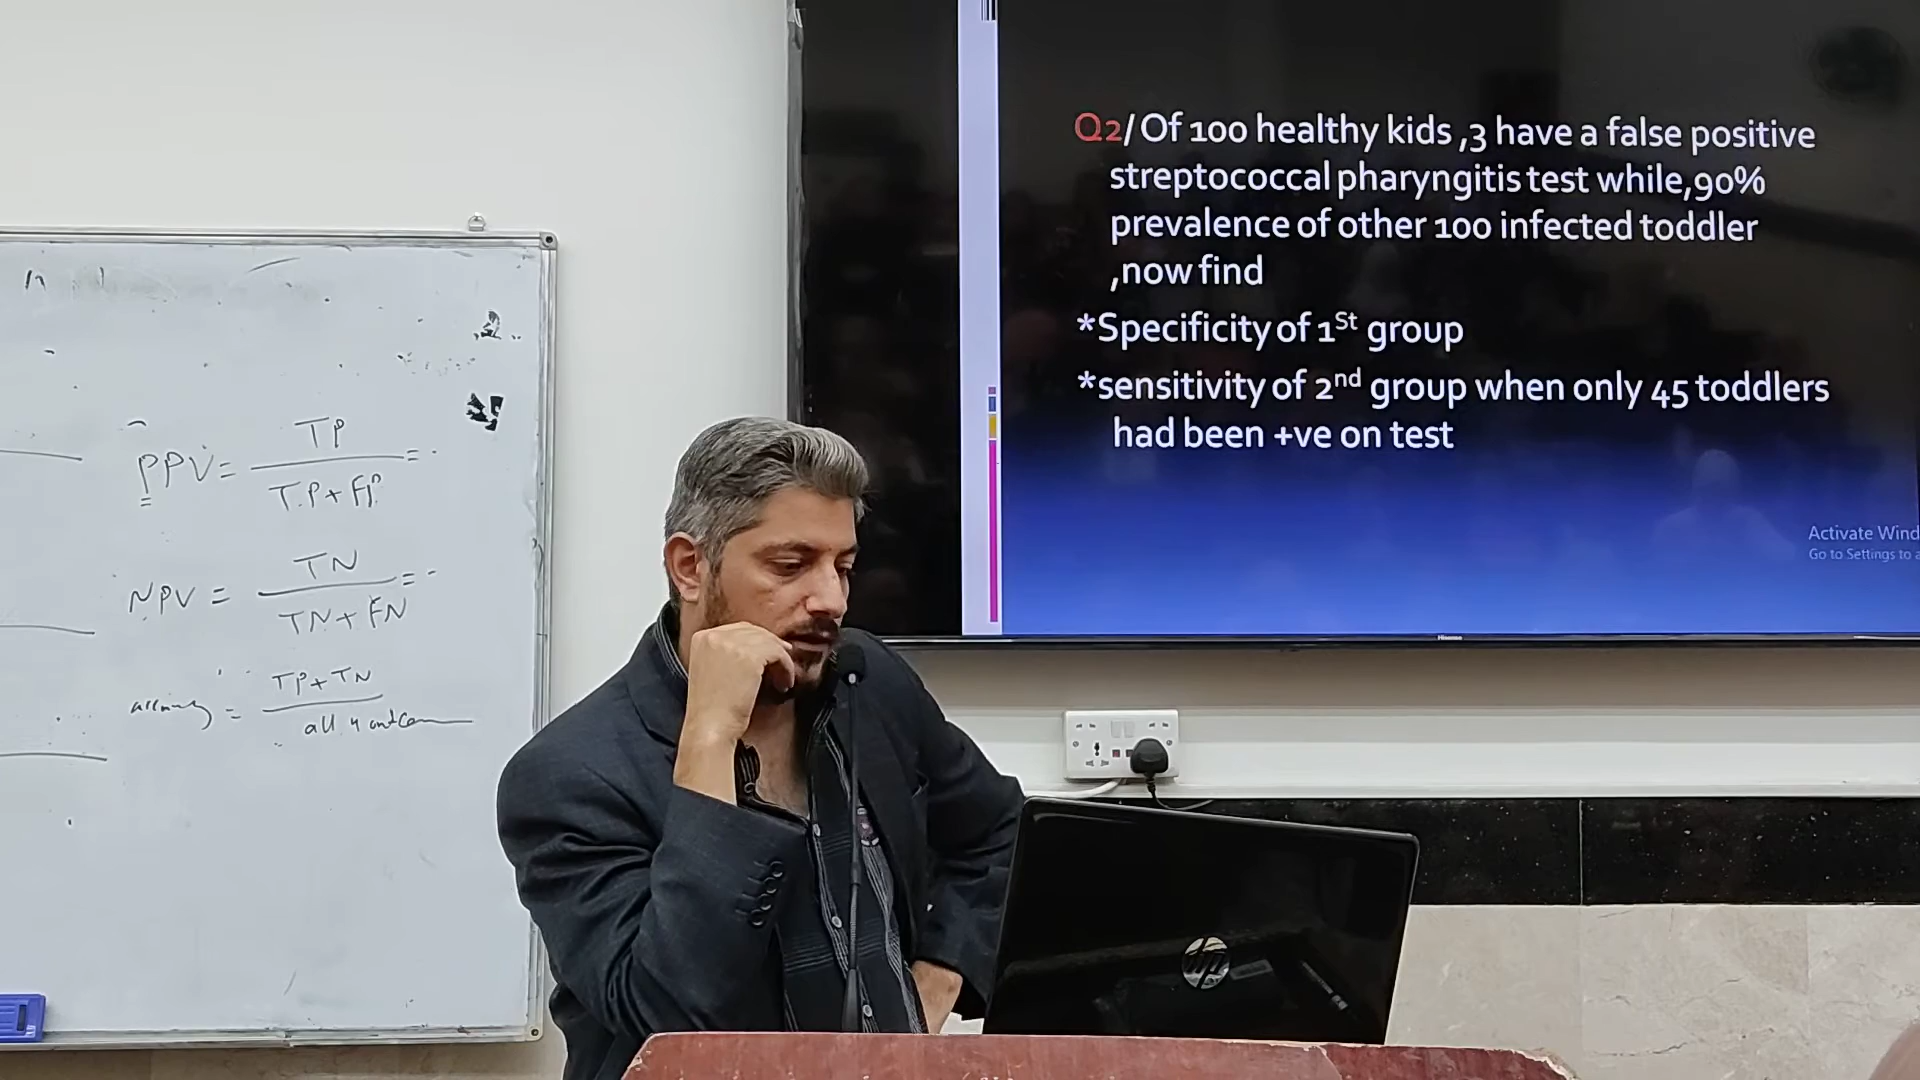 PPV = TP
TP + FP =
NPV = TN
TN + FN =
= TP + TN
all 4
Q2/Of 100 healthy kids ,3 have a false positive
streptococcal pharyngitis test while,90%
prevalence of other 100 infected toddler
,now find
*Specificity of 1st group
*sensitivity of 2nd group when only 45 toddlers
had been +ve on test
Activate Wind
Go to Settings to a
Hisense
hp